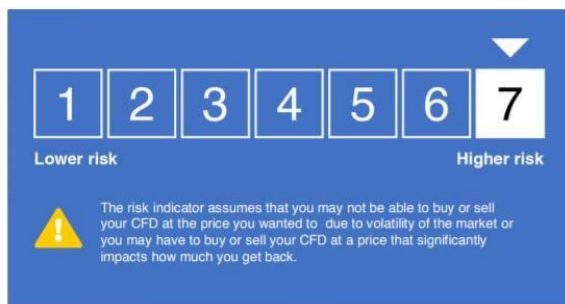 1 2 3 4 5 6 7
Lower risk Higher risk
The risk indicator assumes that you may not be able to buy or sell
your CFD at the price you wanted to due to volatility of the market or
you may have to buy or sell your CFD at a price that significantly
impacts how much you get back.